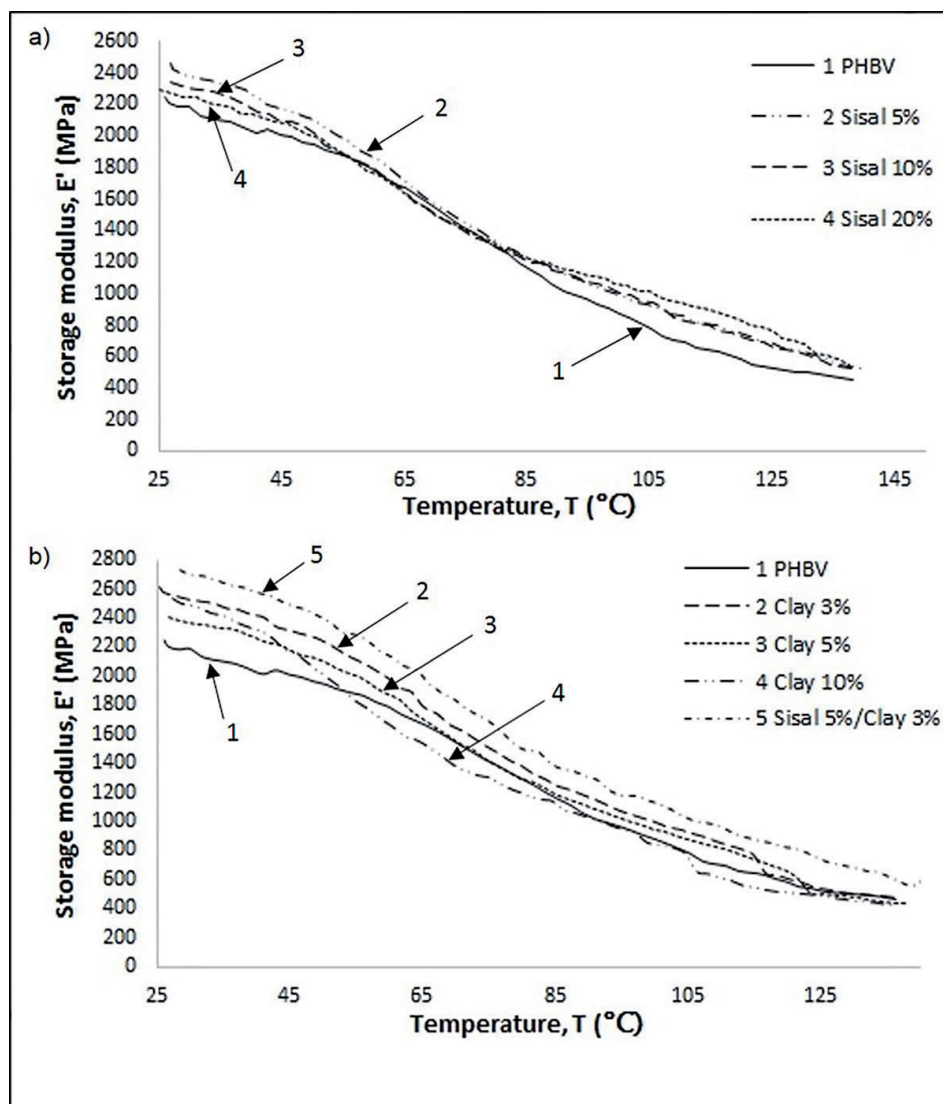 a)
Storage modulus, E' (MPa)
2600
2400
2200
2000
1800
1600
1400
1200
1000
800
600
400
200
0
3
2
4
1
1 PHBV
2 Sisal 5%
3 Sisal 10%
4 Sisal 20%
25 45 65 85 105 125 145
Temperature, T (°C)
b)
Storage modulus, E' (MPa)
2800
2600
2400
2200
2000
1800
1600
1400
1200
1000
800
600
400
200
0
5
2
3
4
1
1 PHBV
2 Clay 3%
3 Clay 5%
4 Clay 10%
5 Sisal 5%/Clay 3%
25 45 65 85 105 125
Temperature, T (°C)